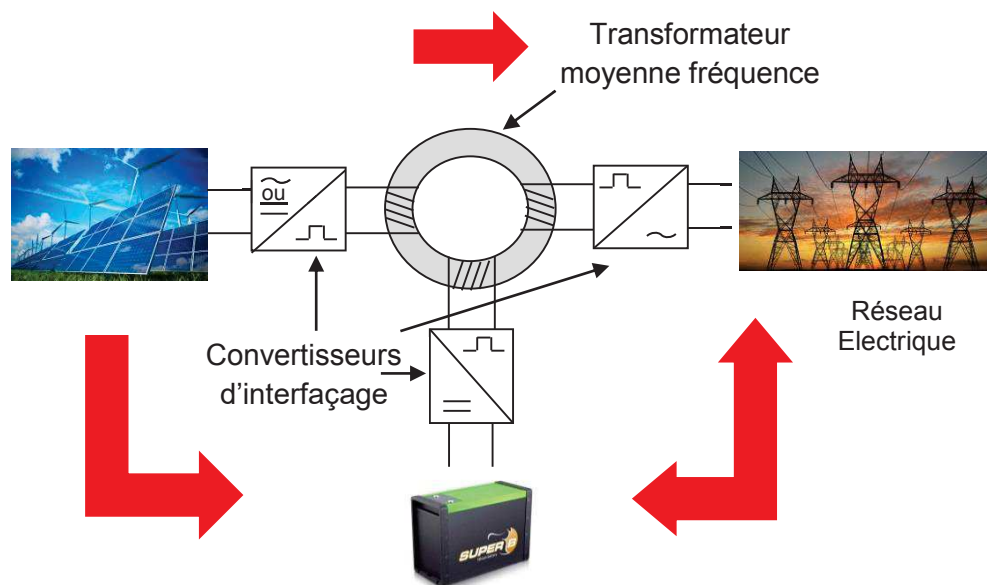 Transformateur
moyenne fréquence
ou
Réseau
Electrique
Convertisseurs
d'interfaçage
SUPER B